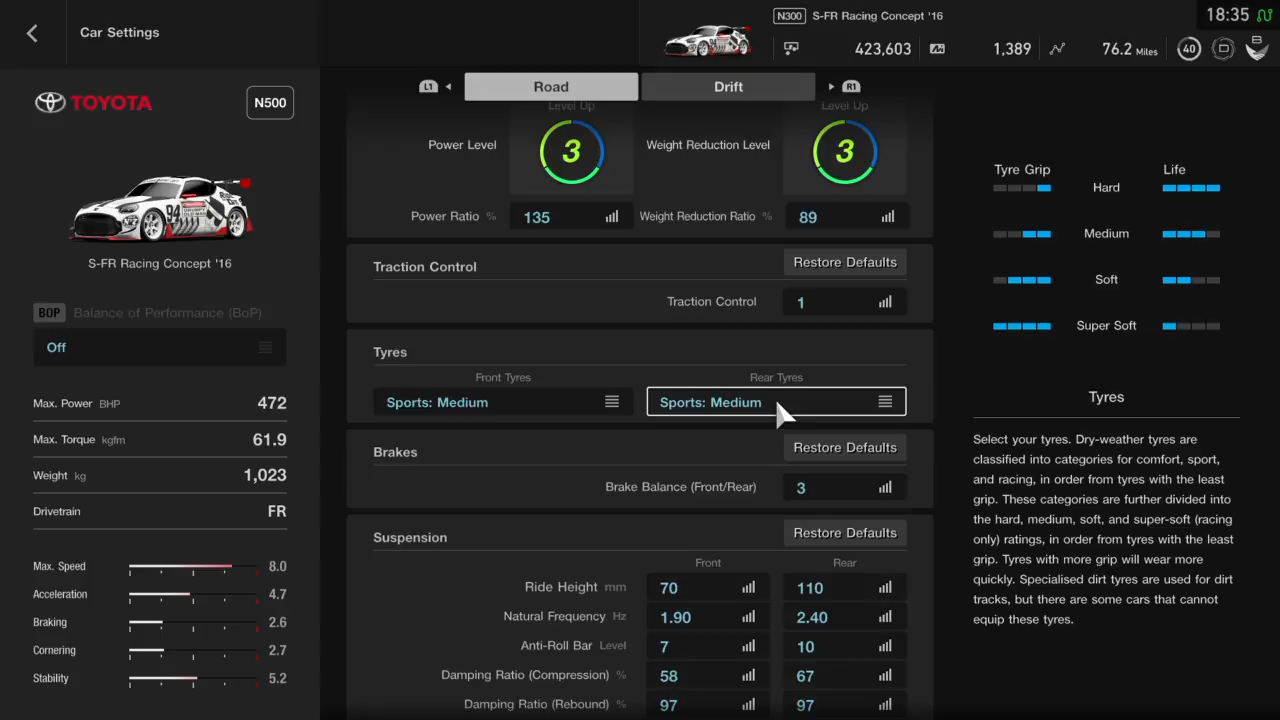 Car Settings
N300 S-FR Racing Concept '16
18:35
423,603
1,389
76.2 Miles
40
B
TOYOTA
N500
S-FR Racing Concept '16
BOP Balance of Performance (BoP)
Off
Max. Power BHP 472
Max. Torque kgfm 61.9
Weight kg 1,023
Drivetrain FR
Max. Speed 8.0
Acceleration 4.7
Braking 2.6
Cornering 2.7
Stability 5.2
L1 Road Drift R1
Level Up Level Up
Power Level 3 Weight Reduction Level 3
Power Ratio % 135 Weight Reduction Ratio % 89
Traction Control Restore Defaults
Traction Control 1
Tyres
Front Tyres Rear Tyres
Sports: Medium Sports: Medium
Brakes Restore Defaults
Brake Balance (Front/Rear) 3
Suspension Restore Defaults
Front Rear
Ride Height mm 70 110
Natural Frequency Hz 1.90 2.40
Anti-Roll Bar Level 7 10
Damping Ratio (Compression) % 58 67
Damping Ratio (Rebound) % 97 97
Tyre Grip Life
Hard
Medium
Soft
Super Soft
Tyres
Select your tyres. Dry-weather tyres are
classified into categories for comfort, sport,
and racing, in order from tyres with the least
grip. These categories are further divided into
the hard, medium, soft, and super-soft (racing
only) ratings, in order from tyres with the least
grip. Tyres with more grip will wear more
quickly. Specialised dirt tyres are used for dirt
tracks, but there are some cars that cannot
equip these tyres.